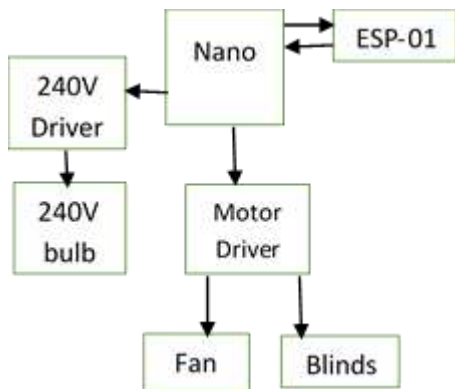 Nano
ESP-01
240V
Driver
240V
bulb
Motor
Driver
Fan
Blinds